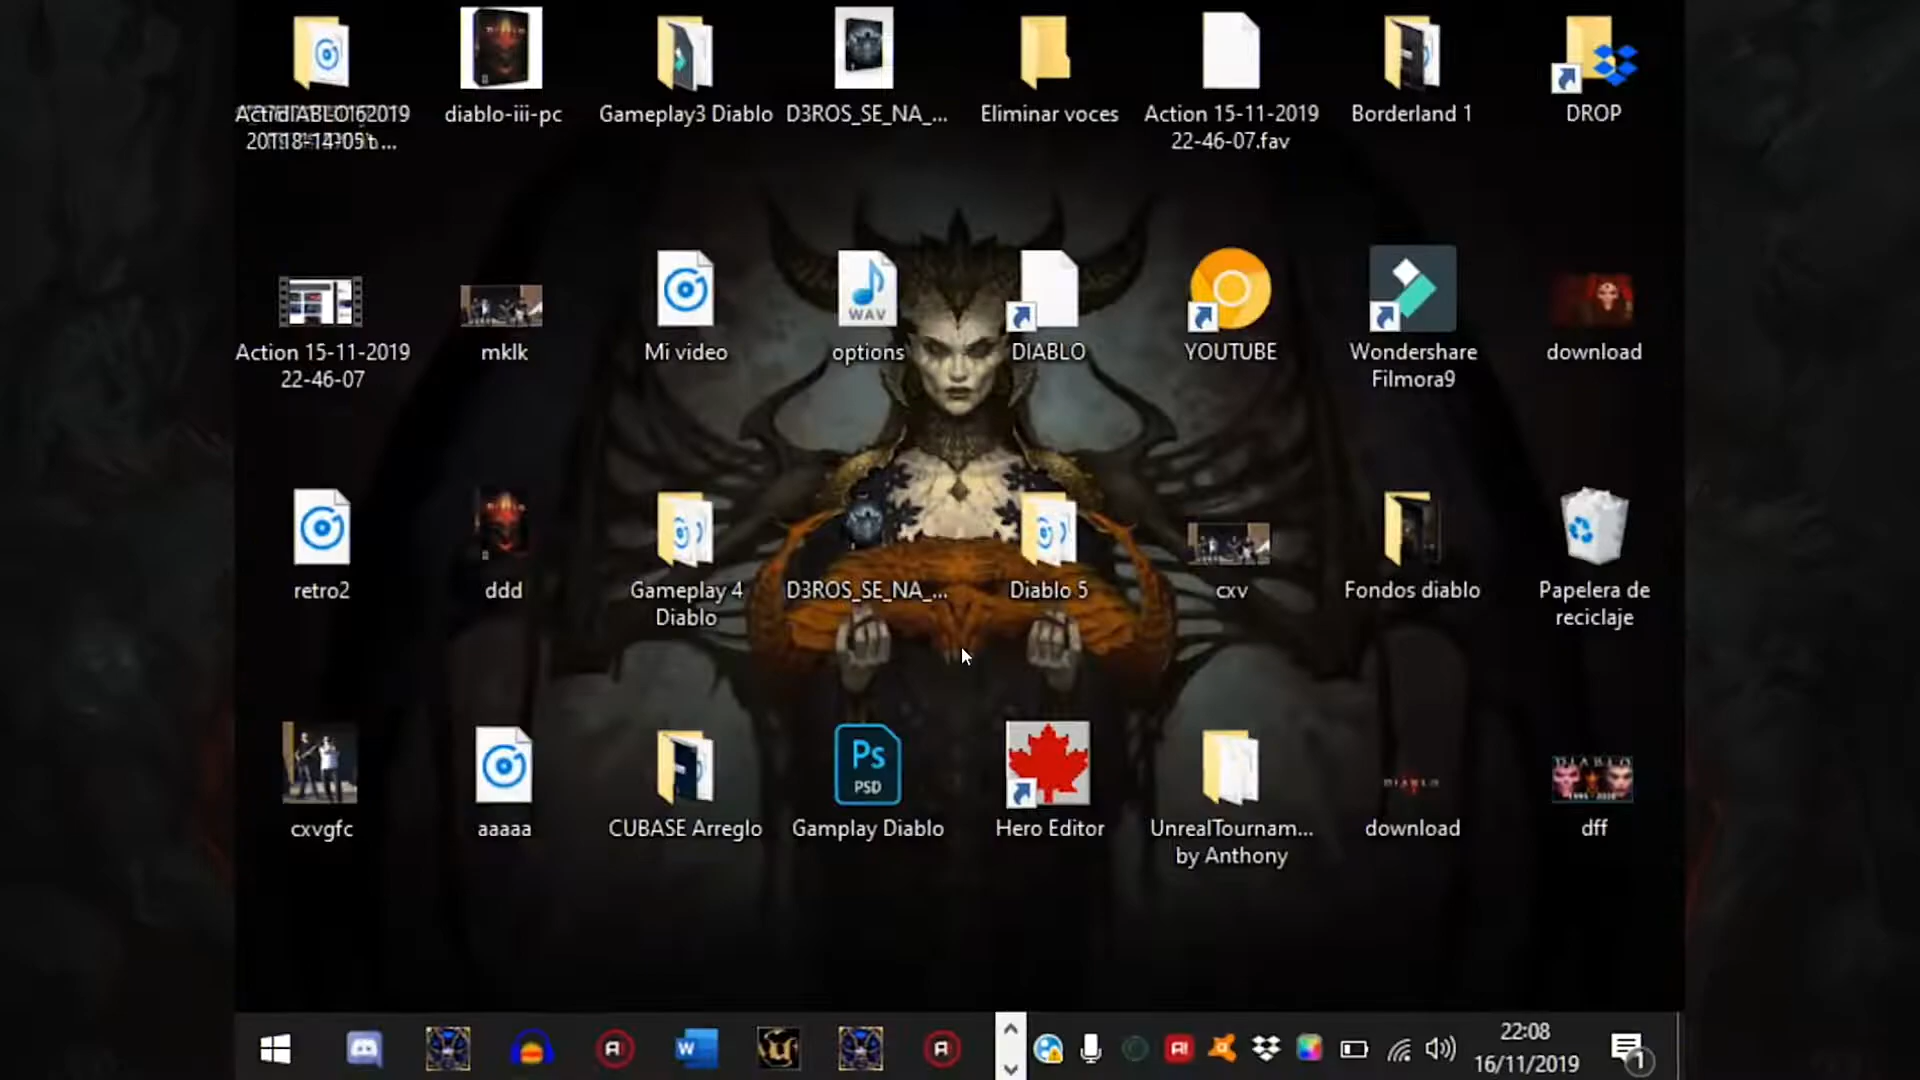 diablo-iii-pc
Gameplay3 Diablo
D3ROS_SE_NA_...
Eliminar voces
Action 15-11-2019
22-46-07.fav
Borderland 1
DROP
Action 15-11-2019
22-46-07
mklk
Mi video
WAV
options
DIABLO
YOUTUBE
Wondershare
Filmora9
download
retro2
ddd
Gameplay 4
Diablo
D3ROS_SE_NA_...
Diablo 5
cxv
Fondos diablo
Papelera de
reciclaje
cxvgfc
aaaaa
CUBASE Arreglo
Ps
PSD
Gamplay Diablo
Hero Editor
UnrealTournam...
by Anthony
DIABLO
download
DIABLO
dff
W
22:08
16/11/2019
1